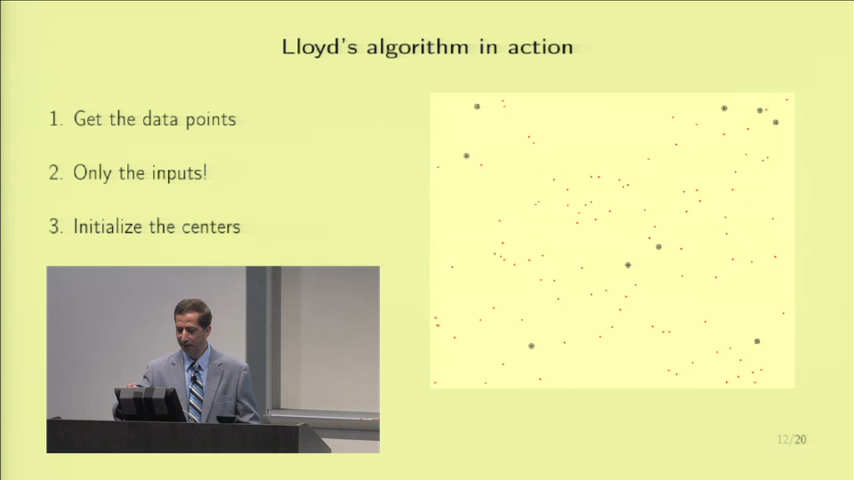 Lloyd's algorithm in action
1. Get the data points
2. Only the inputs!
3. Initialize the centers
12/20